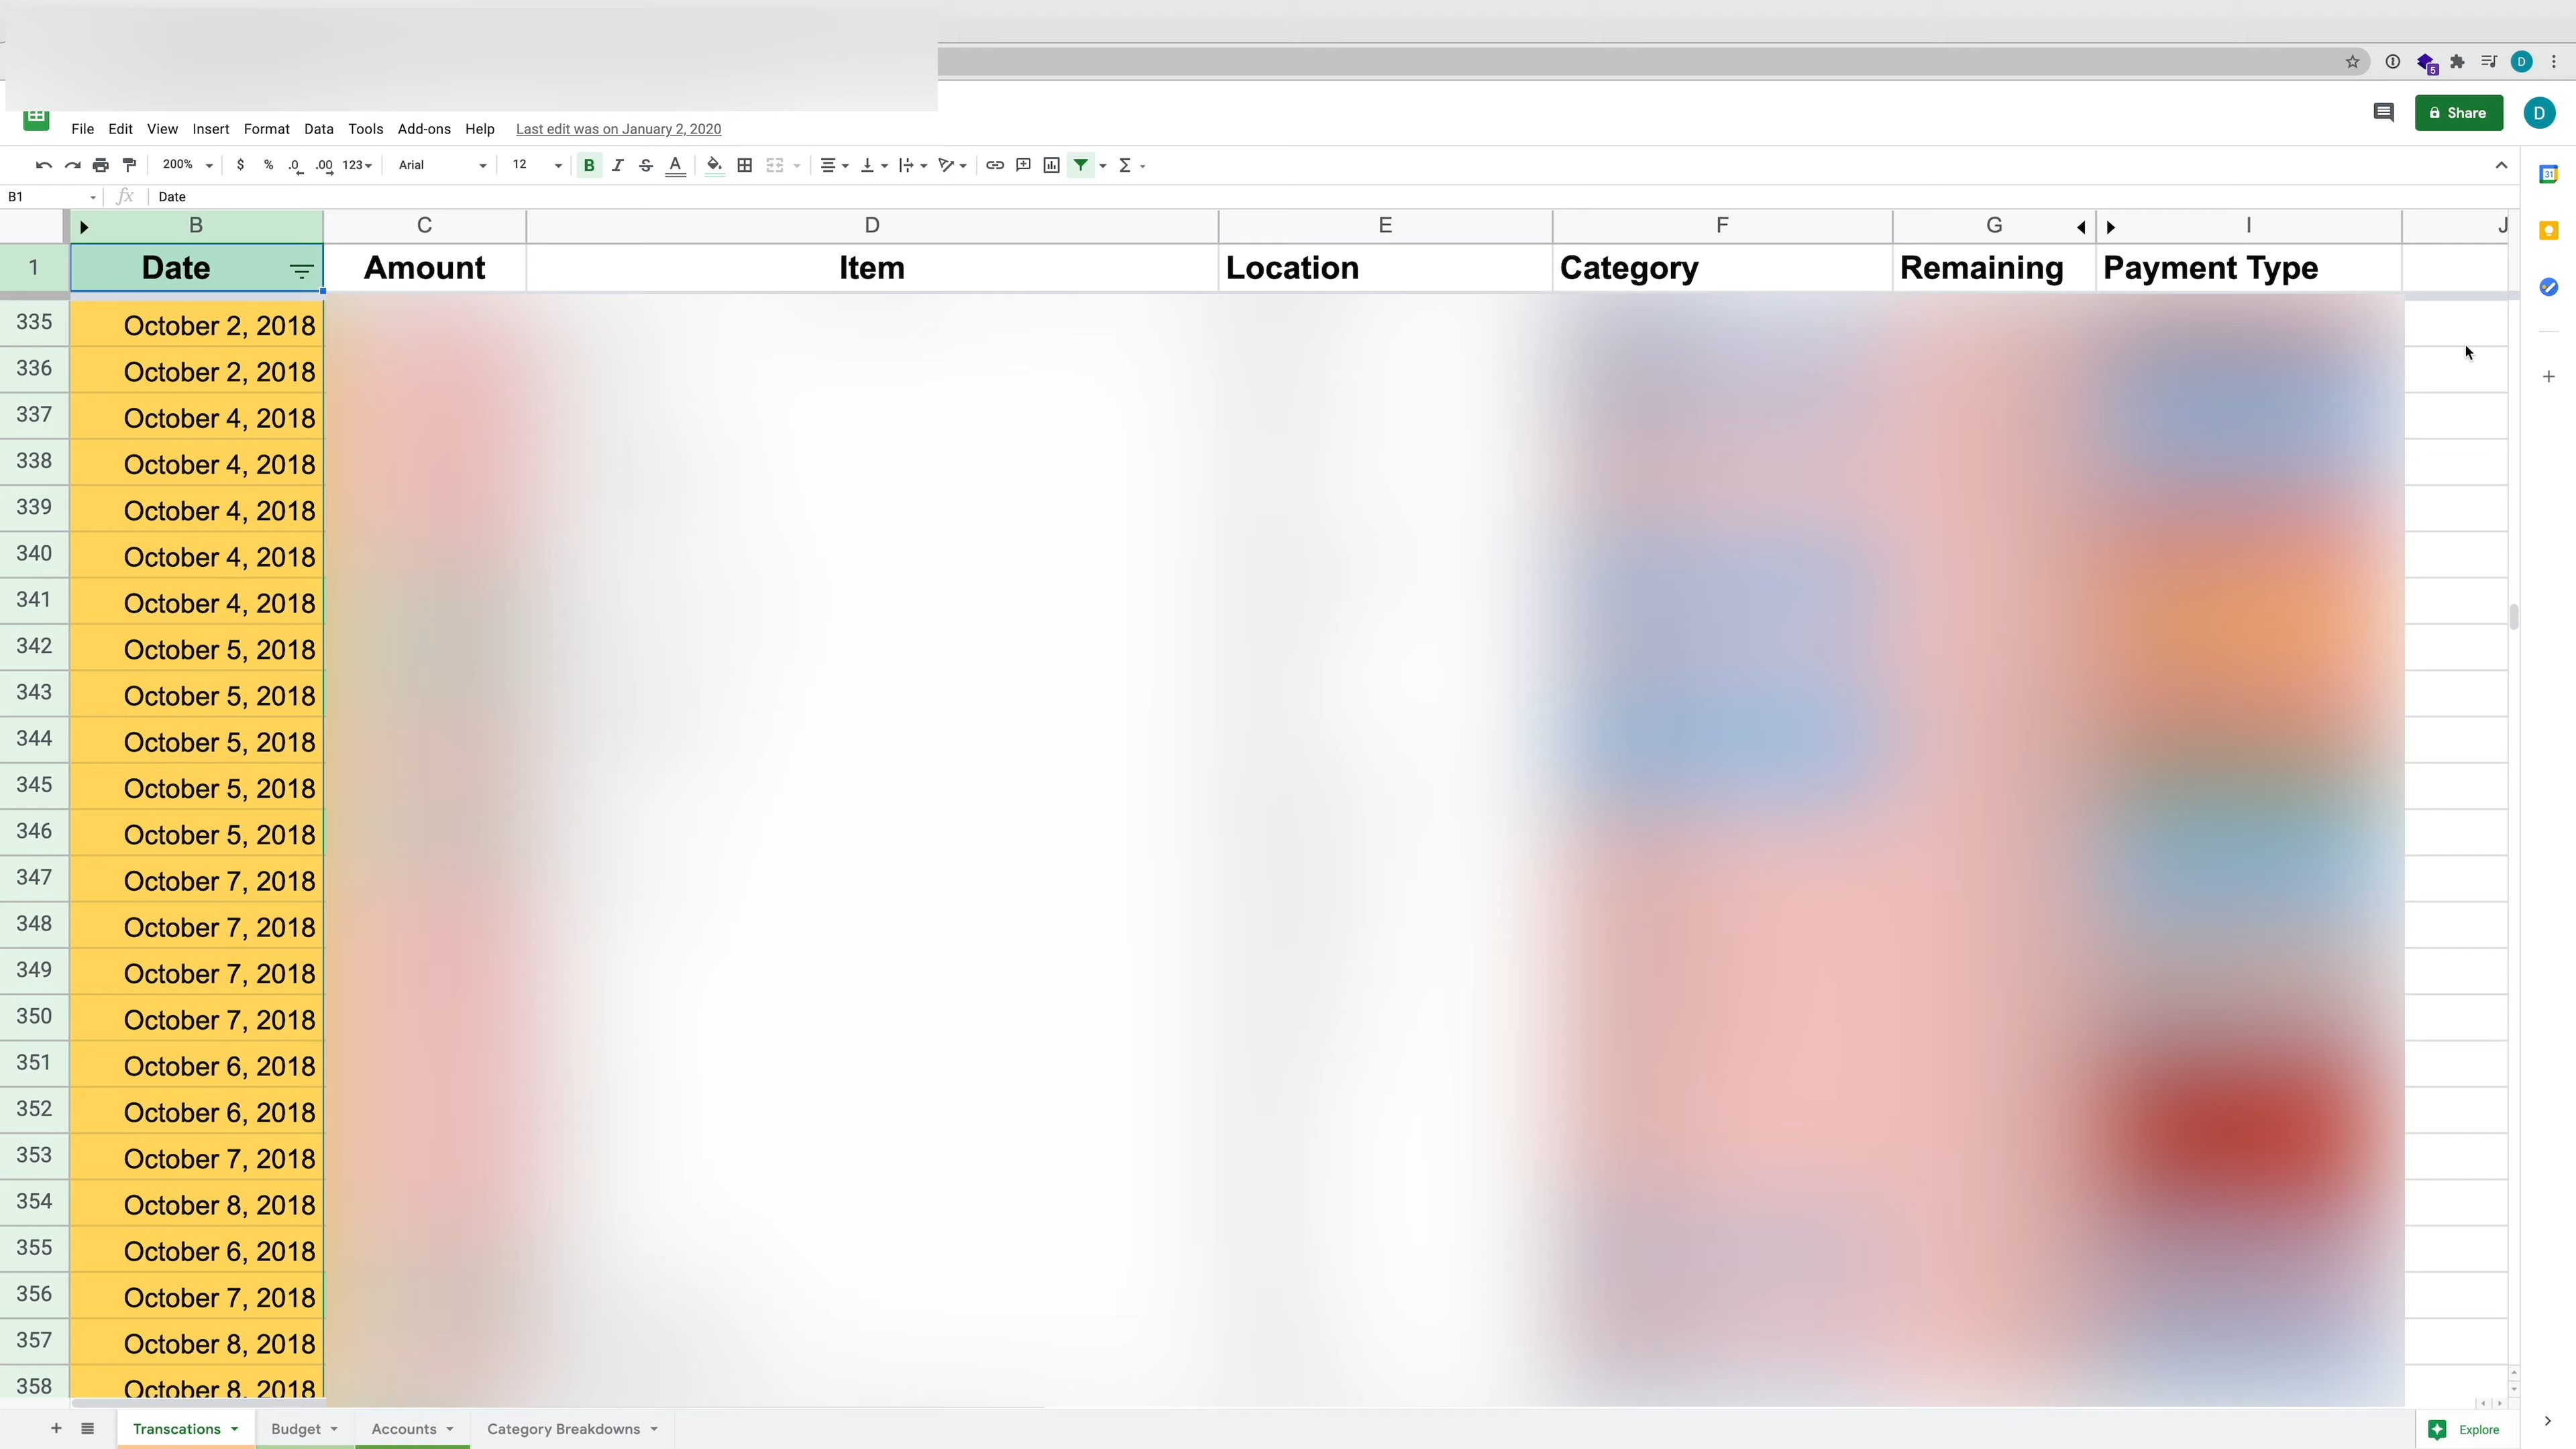 5 D
File Edit View Insert Format Data Tools Add-ons Help Last edit was on January 2, 2020 Share D
200% $ % .0 .00 123 Arial 12 B I S A Σ
31
B1 fx Date
B C D E F G I J
1 Date Amount Item Location Category Remaining Payment Type
335 October 2, 2018
336 October 2, 2018
337 October 4, 2018
338 October 4, 2018
339 October 4, 2018
340 October 4, 2018
341 October 4, 2018
342 October 5, 2018
343 October 5, 2018
344 October 5, 2018
345 October 5, 2018
346 October 5, 2018
347 October 7, 2018
348 October 7, 2018
349 October 7, 2018
350 October 7, 2018
351 October 6, 2018
352 October 6, 2018
353 October 7, 2018
354 October 8, 2018
355 October 6, 2018
356 October 7, 2018
357 October 8, 2018
358 October 8, 2018
Transcations Budget Accounts Category Breakdowns Explore